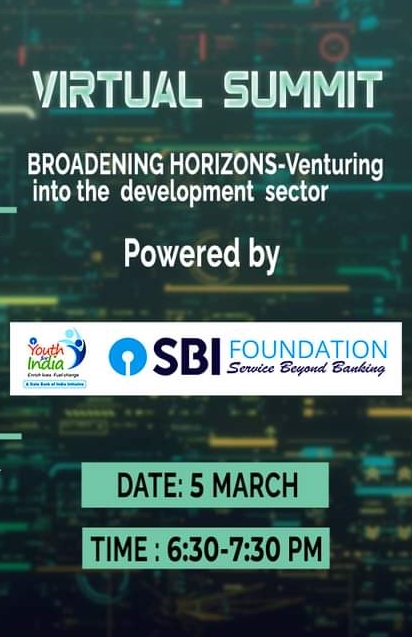 VIRTUAL SUMMIT
BROADENING HORIZONS-Venturing
into the development sector
Powered by
Youth
for
India
Enrich lives. Fuel change
A State Bank of India Initiative
SBI FOUNDATION
Service Beyond Banking
DATE: 5 MARCH
TIME : 6:30-7:30 PM